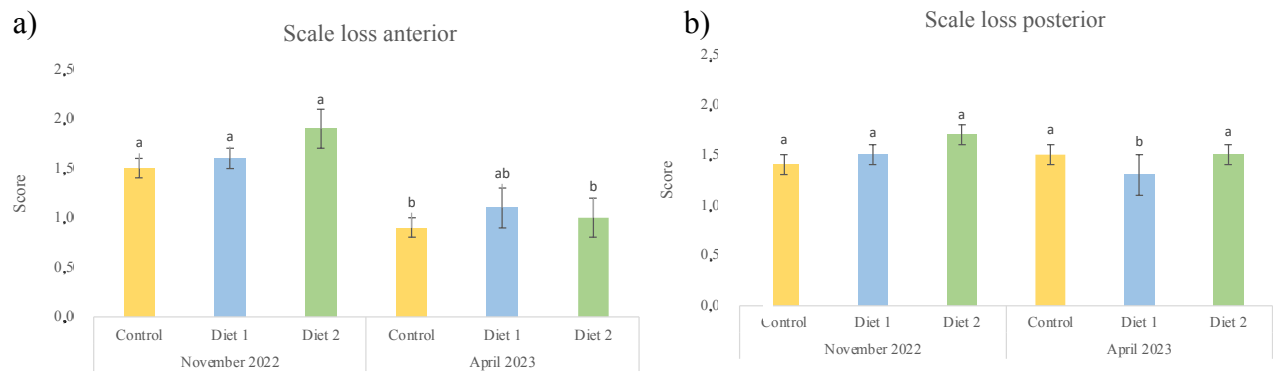 a)
Scale loss anterior
2,5
2,0
1,5
1,0
0,5
0,0
Score
a
a
a
b
ab
b
Control Diet 1 Diet 2 Control Diet 1 Diet 2
November 2022 April 2023
b)
Scale loss posterior
2,5
2,0
1,5
1,0
0,5
0,0
Score
a
a
a
a
b
a
Control Diet 1 Diet 2 Control Diet 1 Diet 2
November 2022 April 2023